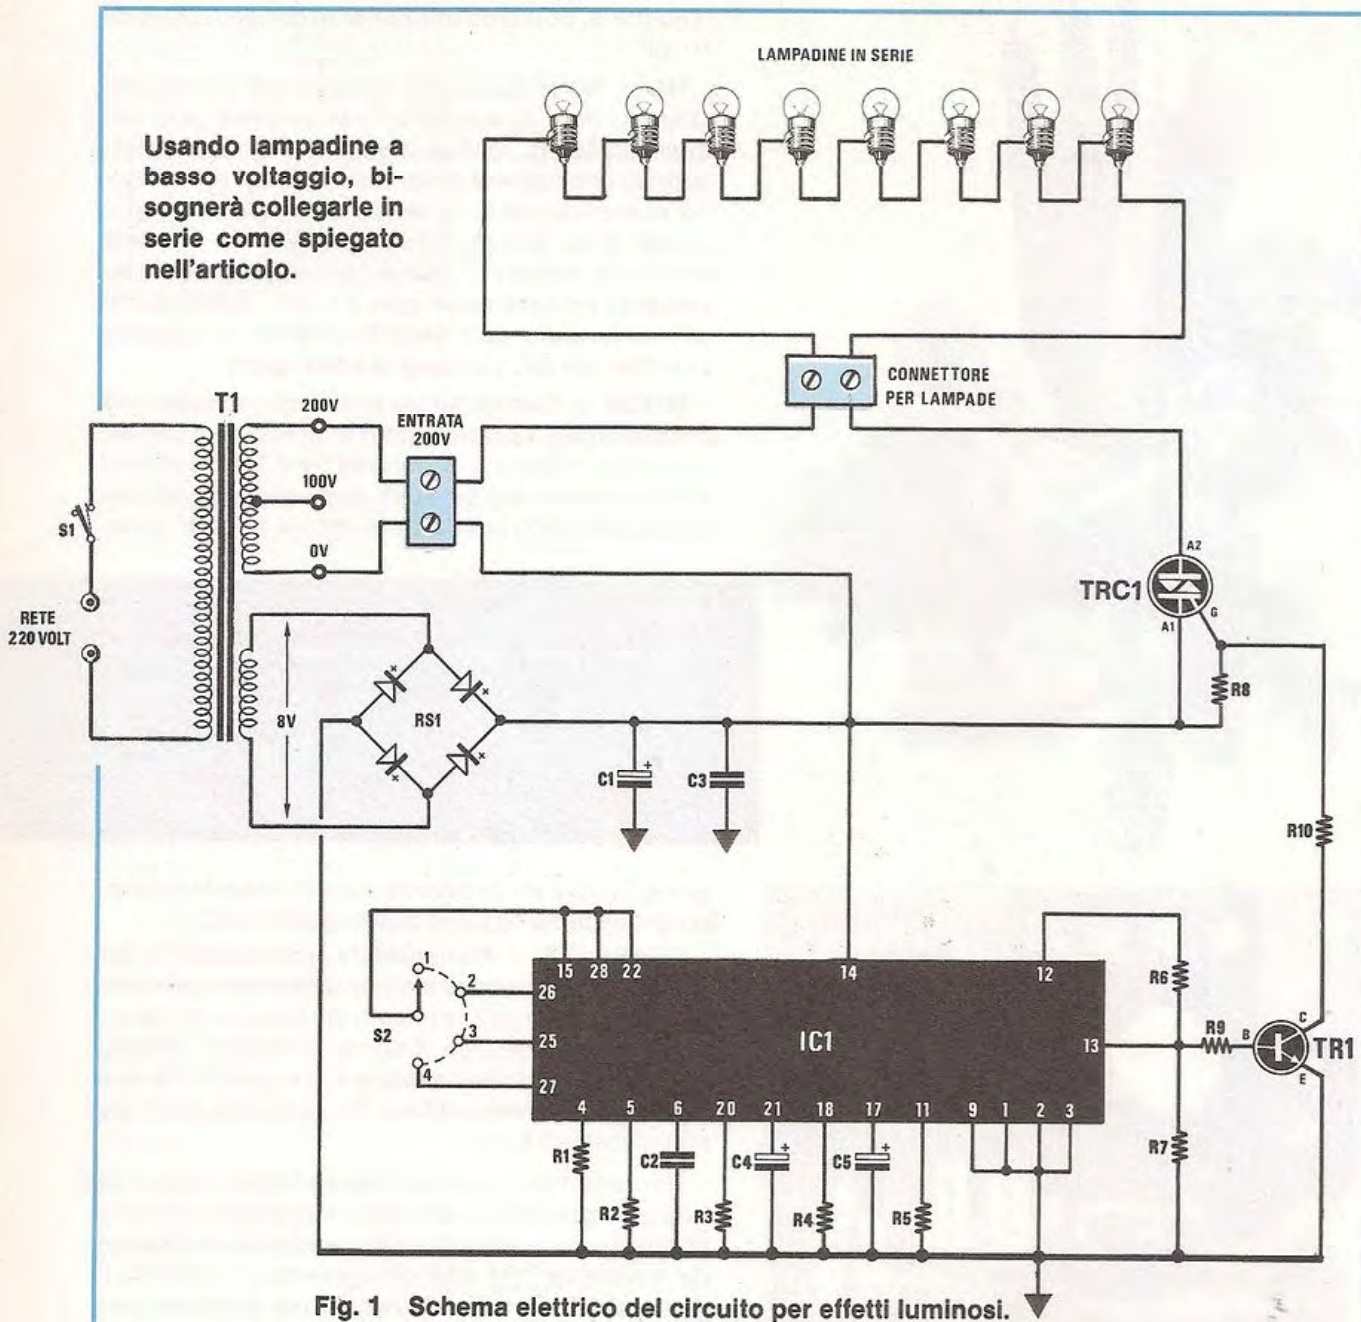 LAMPADINE IN SERIE
Usando lampadine a
basso voltaggio, bi-
sognerà collegarle in
serie come spiegato
nell'articolo.
CONNETTORE
PER LAMPADE
T1
200V
ENTRATA
200V
100V
0V
S1
RETE
220 VOLT
8V
RS1
C1
+
C3
A2
TRC1
G
A1
R8
R10
15 28 22 14 12
1
2
26
S2
3
25
4
27
IC1
13
R6
R9
B
C
TR1
E
R7
4 5 6 20 21 18 17 11 9 1 2 3
R1
C2
C4
+
C5
+
R2
R3
R4
R5
Fig. 1 Schema elettrico del circuito per effetti luminosi.